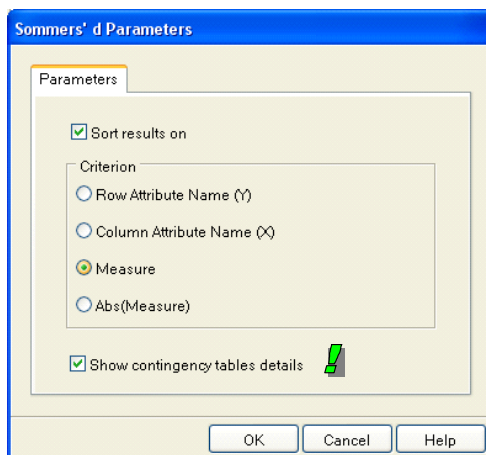 Sommers' d Parameters
Parameters
Sort results on
Criterion
Row Attribute Name (Y)
Column Attribute Name (X)
Measure
Abs(Measure)
Show contingency tables details
OK Cancel Help